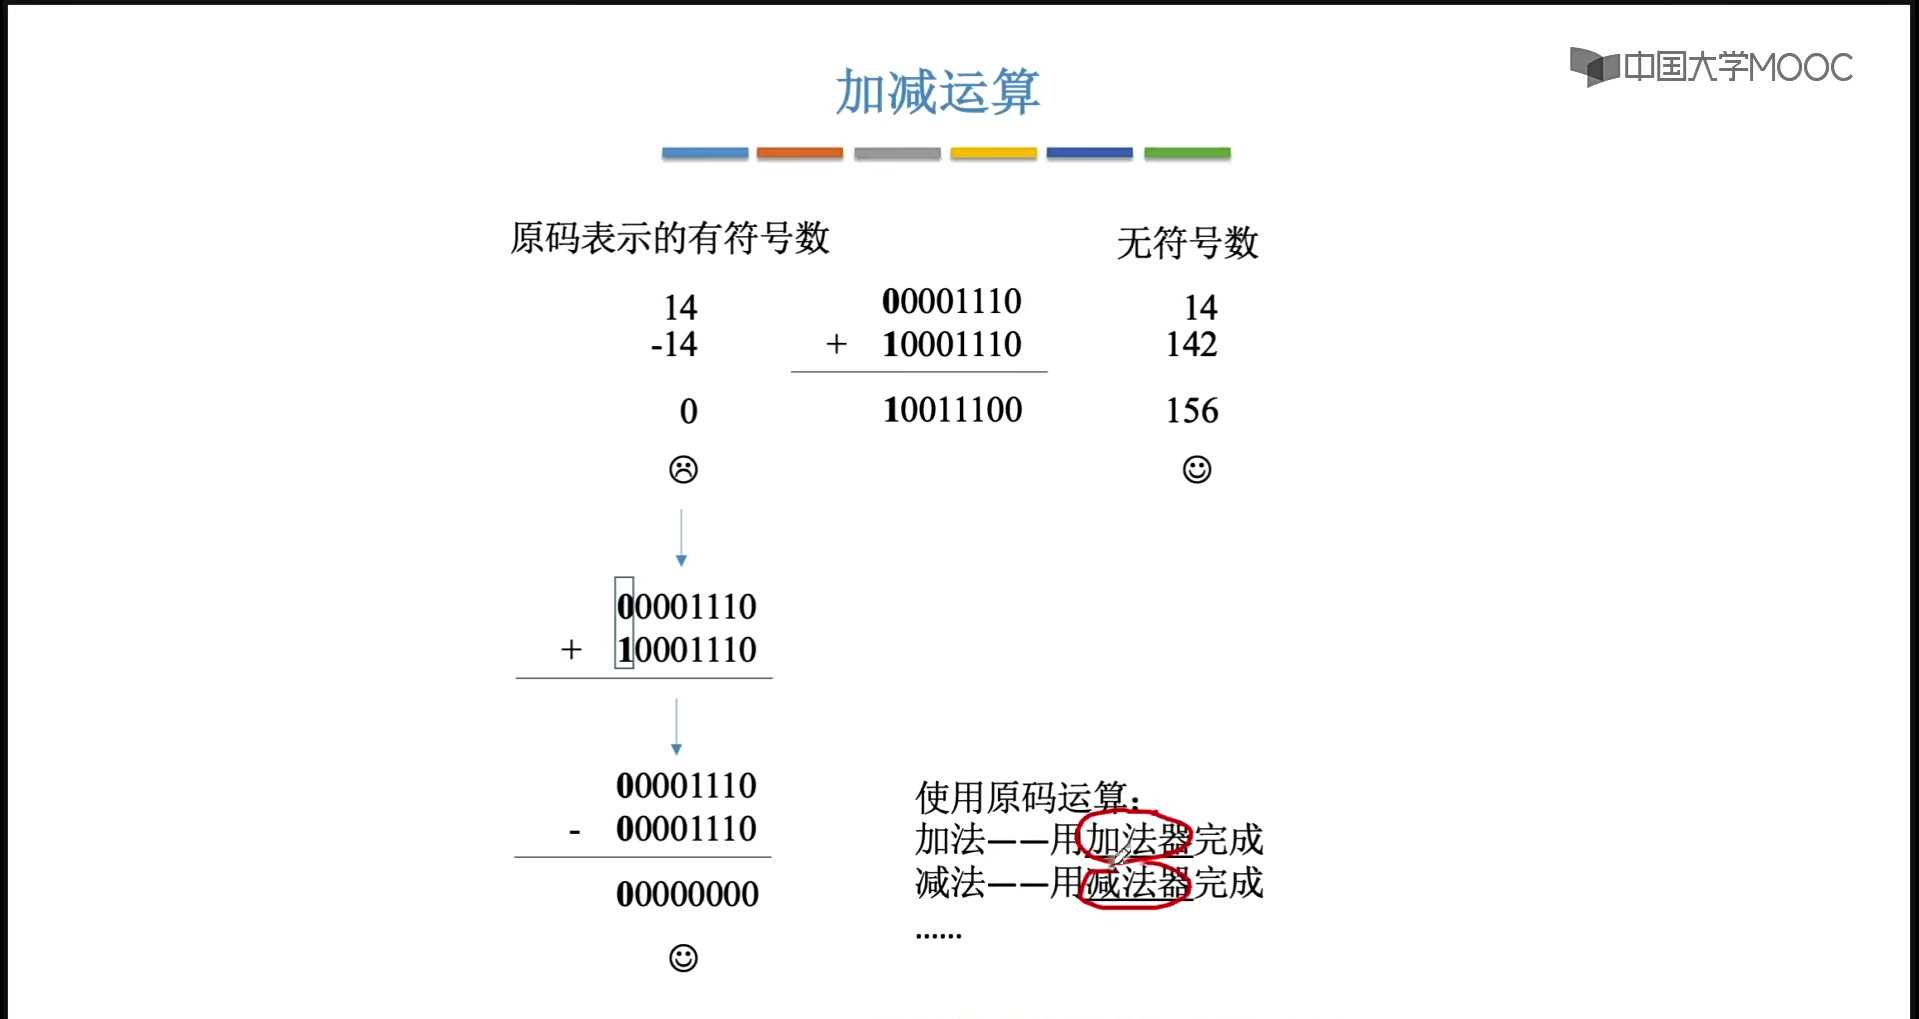 中国大学MOOC
加减运算
原码表示的有符号数 无符号数
14 00001110 14
-14 + 10001110 142
0 10011100 156
00001110
+ 10001110
00001110
- 00001110
00000000
使用原码运算:
加法——用加法器完成
减法——用减法器完成
......